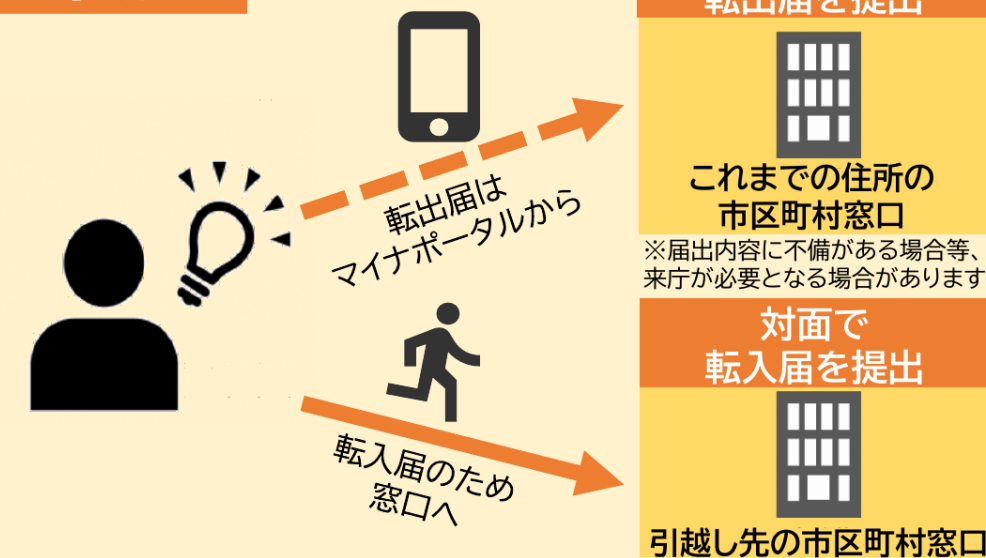 転出届を提出
これまでの住所の
市区町村窓口
※届出内容に不備がある場合等、
来庁が必要となる場合があります
転出届は
マイナポータルから
対面で
転入届を提出
転入届のため
窓口へ
引越し先の市区町村窓口